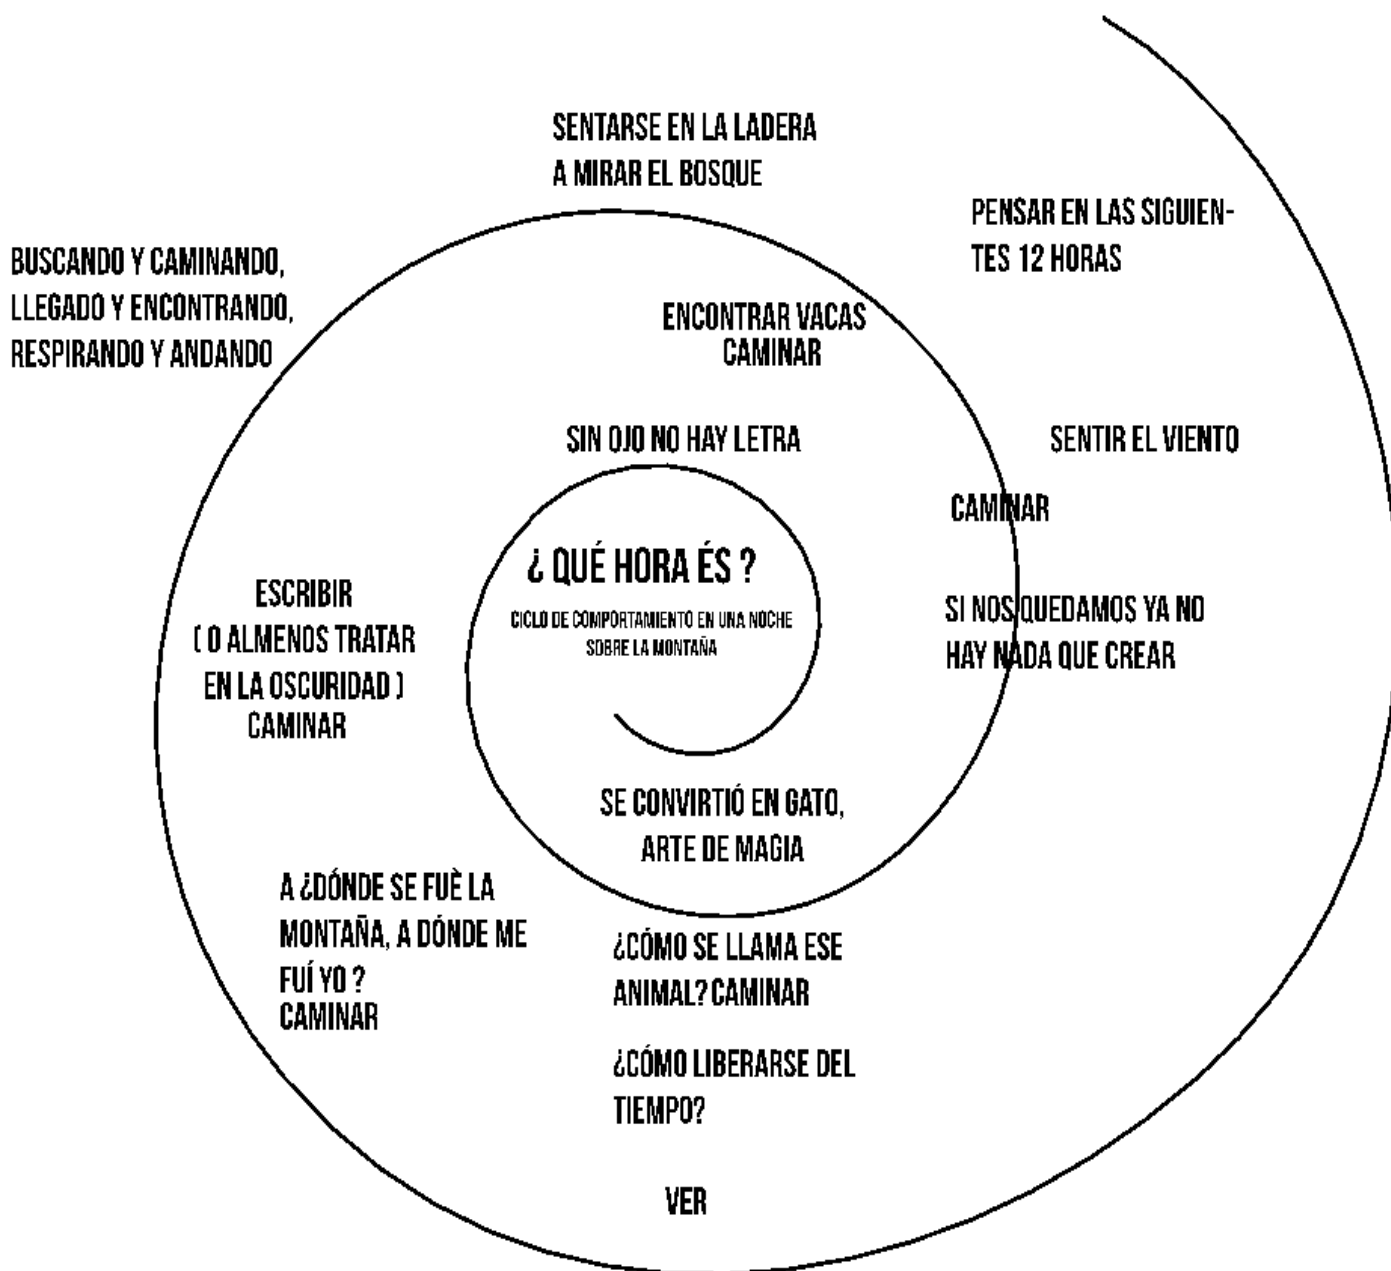 SENTARSE EN LA LADERA
A MIRAR EL BOSQUE
PENSAR EN LAS SIGUIEN-
TES 12 HORAS
BUSCANDO Y CAMINANDO,
LLEGADO Y ENCONTRANDO,
RESPIRANDO Y ANDANDO
ENCONTRAR VACAS
CAMINAR
SIN OJO NO HAY LETRA
SENTIR EL VIENTO
CAMINAR
¿ QUÉ HORA ÉS ?
CICLO DE COMPORTAMIENTO EN UNA NOCHE
SOBRE LA MONTAÑA
ESCRIBIR
( O ALMENOS TRATAR
EN LA OSCURIDAD )
CAMINAR
SI NOS QUEDAMOS YA NO
HAY NADA QUE CREAR
SE CONVIRTIÓ EN GATO,
ARTE DE MAGIA
A ¿DÓNDE SE FUÈ LA
MONTAÑA, A DÓNDE ME
FUÍ YO ?
CAMINAR
¿CÓMO SE LLAMA ESE
ANIMAL? CAMINAR
¿CÓMO LIBERARSE DEL
TIEMPO?
VER